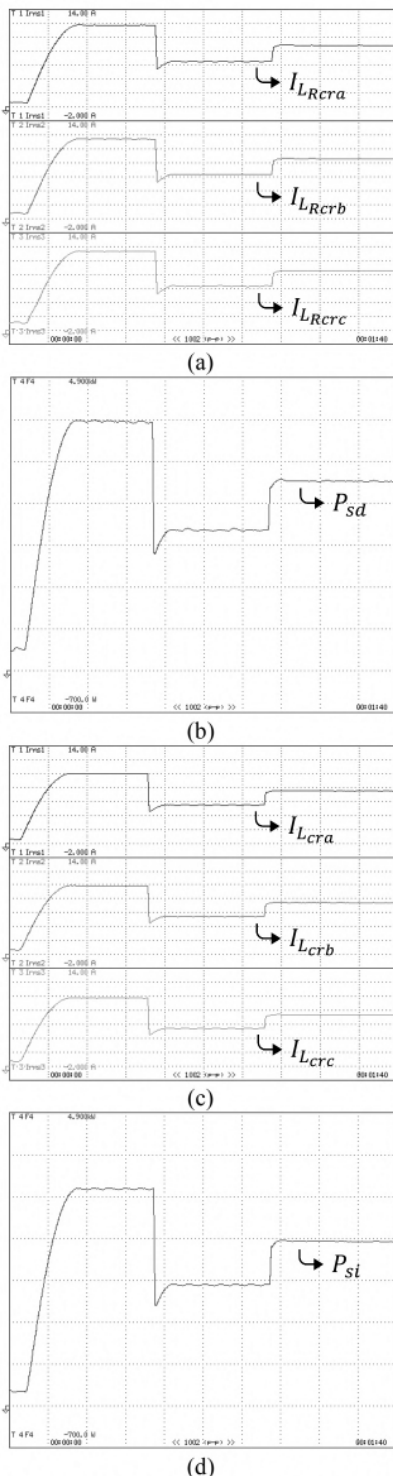 T 1 Irms1 14.00 A
I_{L_{Rcra}}
T 1 Irms1 -2.000 A
T 2 Irms2 14.00 A
I_{L_{Rcrb}}
T 2 Irms2 -2.000 A
T 3 Irms3 14.00 A
I_{L_{Rcrc}}
T 3 Irms3 -2.000 A
00:00:00 << 1002 (p-p) >> 00:01:40
(a)
T 4 F4 4.900kW
P_{sd}
T 4 F4 -700.0 W
00:00:00 << 1002 (p-p) >> 00:01:40
(b)
T 1 Irms1 14.00 A
I_{L_{cra}}
T 1 Irms1 -2.000 A
T 2 Irms2 14.00 A
I_{L_{crb}}
T 2 Irms2 -2.000 A
T 3 Irms3 14.00 A
I_{L_{crc}}
T 3 Irms3 -2.000 A
00:00:00 << 1002 (p-p) >> 00:01:40
(c)
T 4 F4 4.900kW
P_{si}
T 4 F4 -700.0 W
00:00:00 << 1002 (p-p) >> 00:01:40
(d)